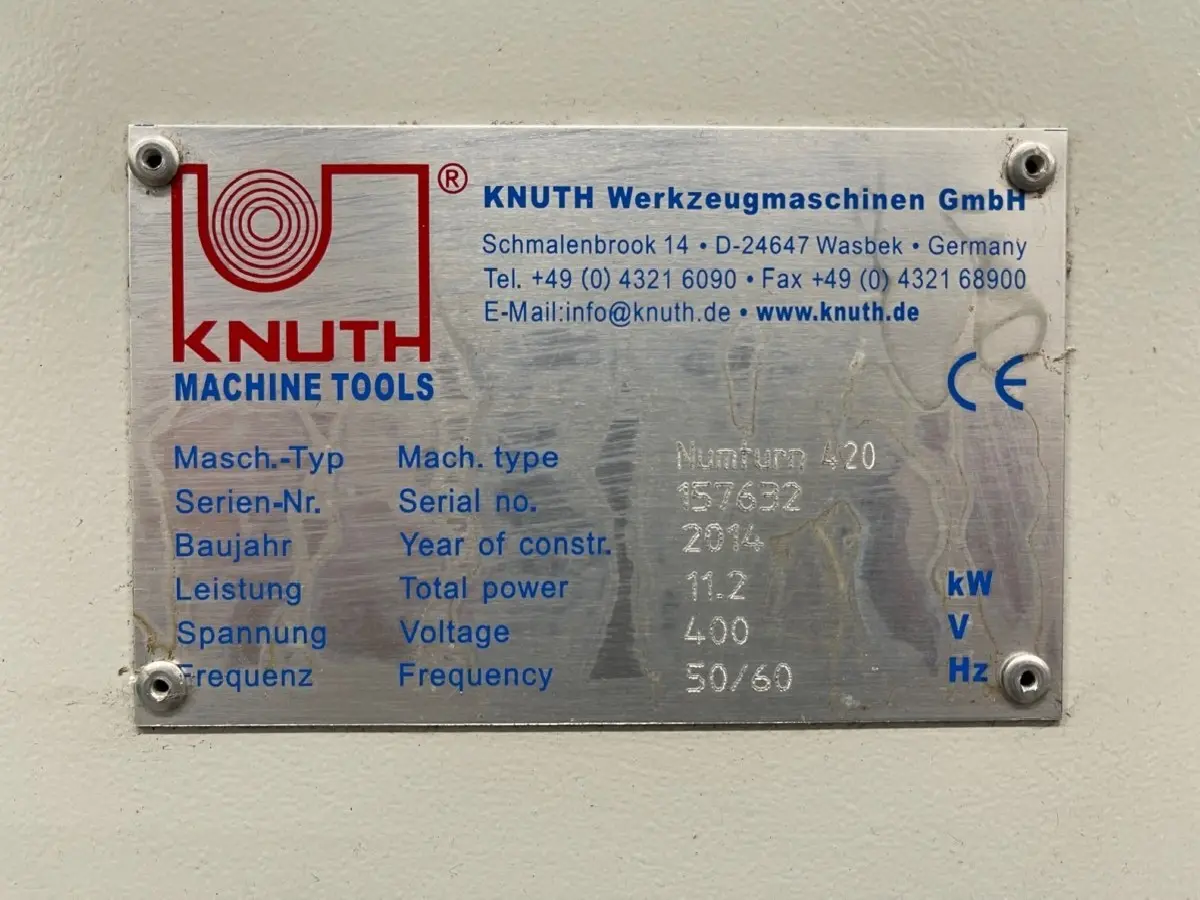 ®
KNUTH
MACHINE TOOLS
KNUTH Werkzeugmaschinen GmbH
Schmalenbrook 14 • D-24647 Wasbek • Germany
Tel. +49 (0) 4321 6090 • Fax +49 (0) 4321 68900
E-Mail:info@knuth.de • www.knuth.de
CE
Masch.-Typ Mach. type Numturn 420
Serien-Nr. Serial no. 157632
Baujahr Year of constr. 2014
Leistung Total power 11.2 kW
Spannung Voltage 400 V
Frequenz Frequency 50/60 Hz